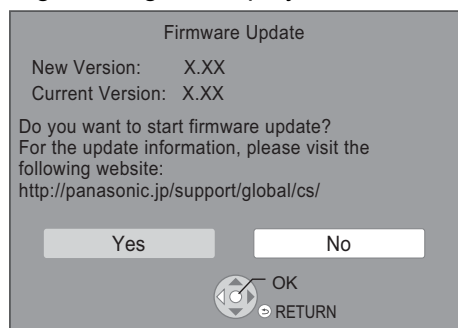 Firmware Update
New Version: X.XX
Current Version: X.XX
Do you want to start firmware update?
For the update information, please visit the
following website:
http://panasonic.jp/support/global/cs/
Yes No
OK
RETURN